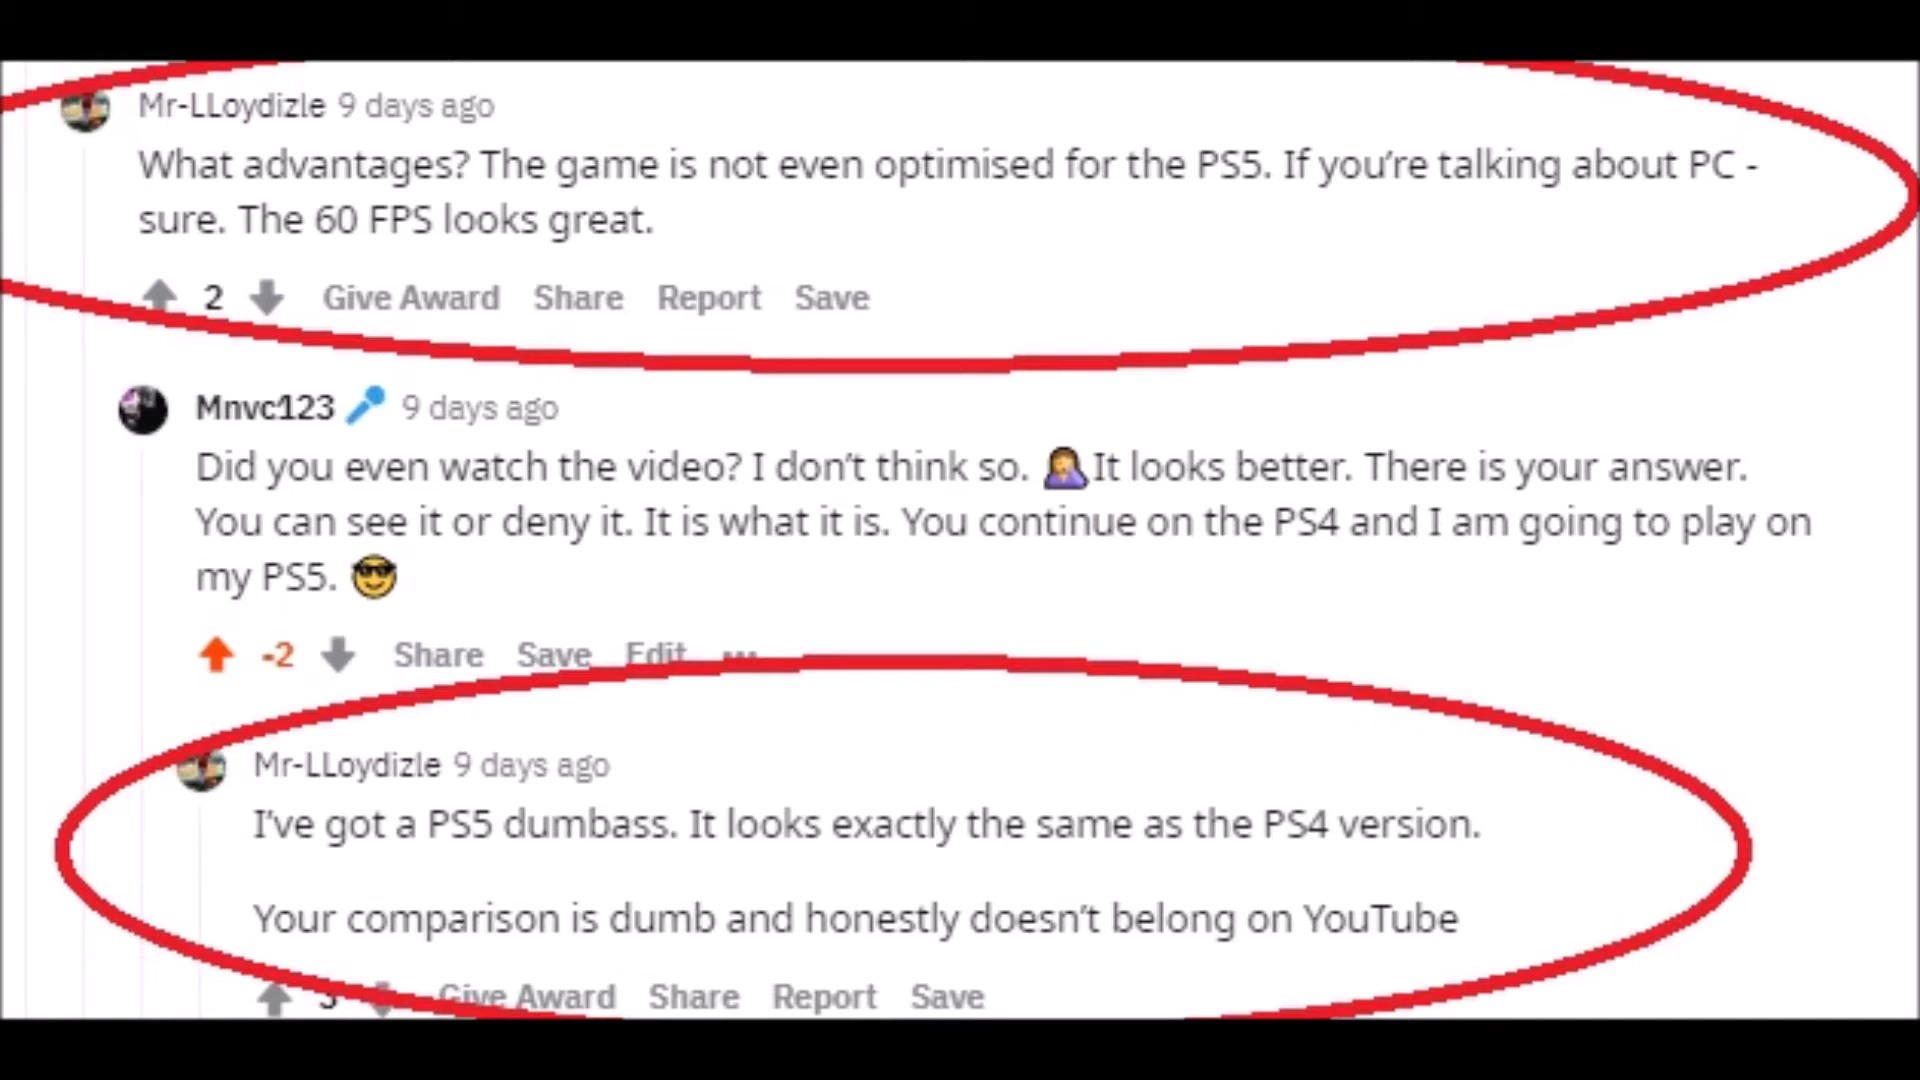 Mr-LLoydizle 9 days ago
What advantages? The game is not even optimised for the PS5. If you’re talking about PC -
sure. The 60 FPS looks great.
2 Give Award Share Report Save
Mnvc123 🎤 9 days ago
Did you even watch the video? I don’t think so. 🤦‍♀️It looks better. There is your answer.
You can see it or deny it. It is what it is. You continue on the PS4 and I am going to play on
my PS5. 😎
-2 Share Save Edit ...
Mr-LLoydizle 9 days ago
I’ve got a PS5 dumbass. It looks exactly the same as the PS4 version.
Your comparison is dumb and honestly doesn’t belong on YouTube
3 Give Award Share Report Save